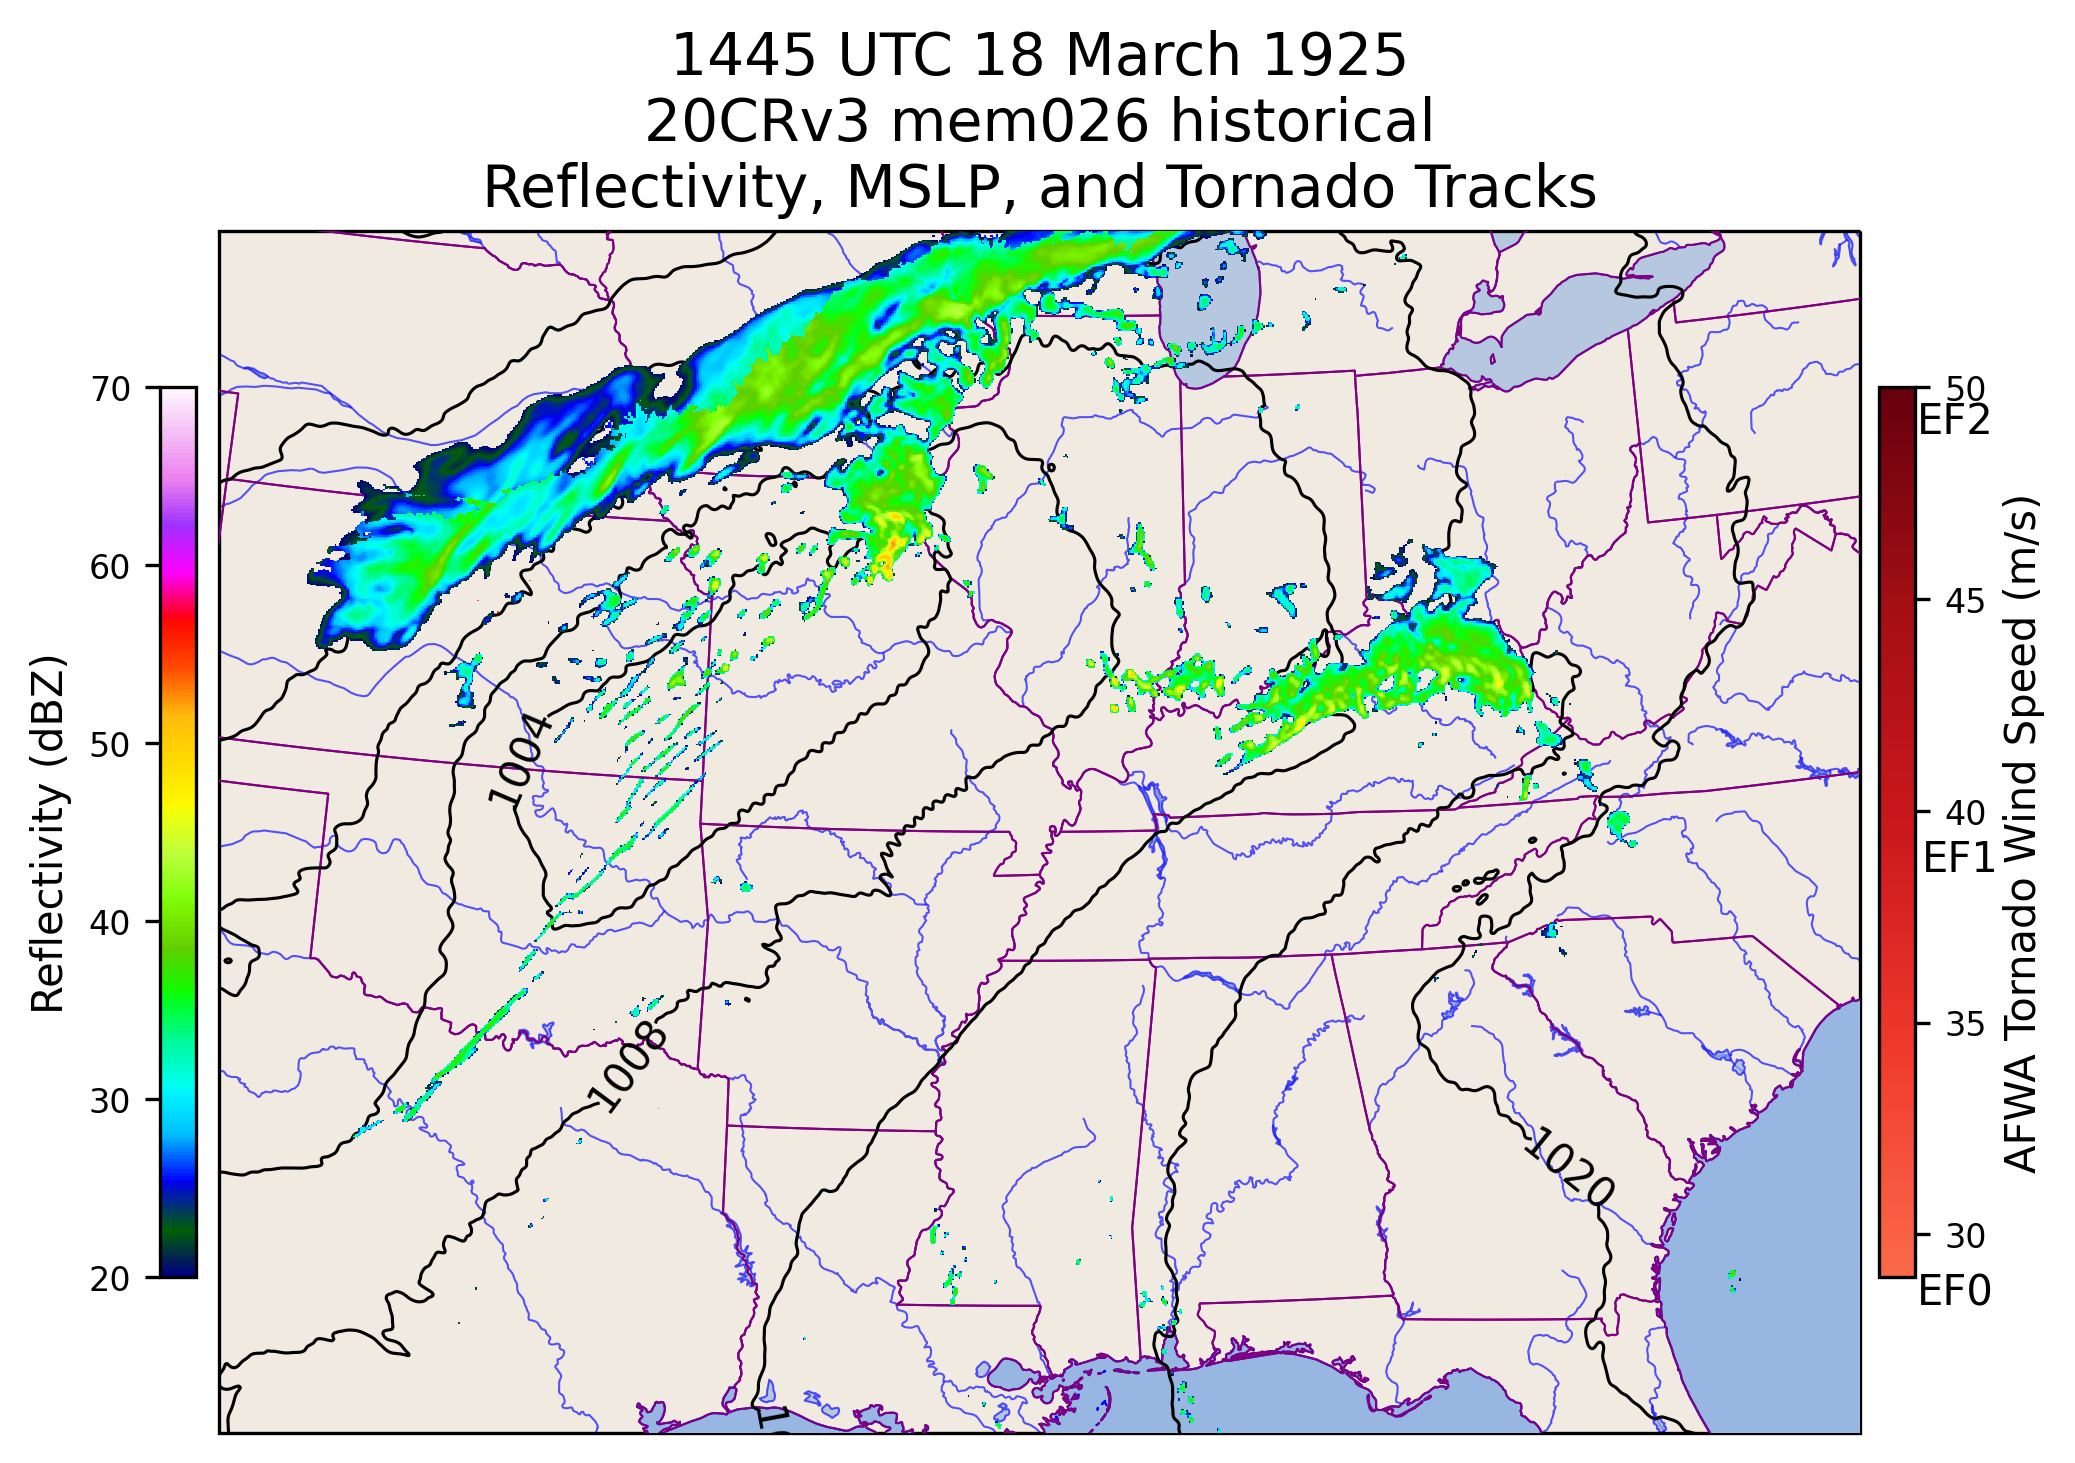 1445 UTC 18 March 1925
20CRv3 mem026 historical
Reflectivity, MSLP, and Tornado Tracks
70
60
50
40
30
20
Reflectivity (dBZ)
1004
1008
1020
50
EF2
45
40
EF1
35
30
EF0
AFWA Tornado Wind Speed (m/s)